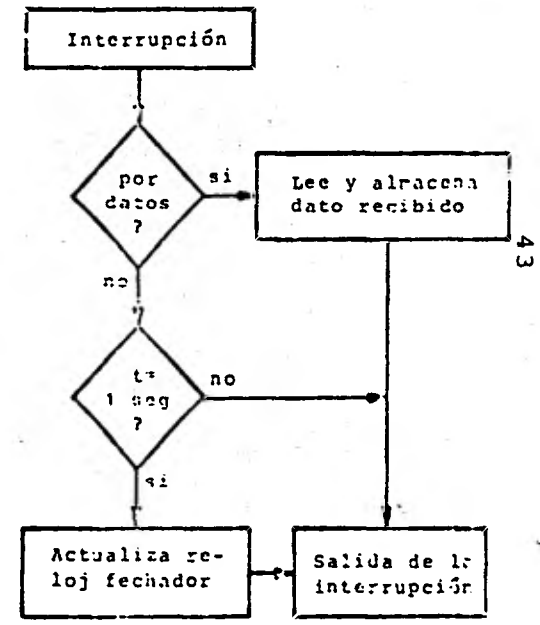 Interrupción
por
datos
?
si
Lee y almacena
dato recibido
43
no
t=
1 seg
?
no
si
Actualiza re-
loj fechador
Salida de la
interrupción